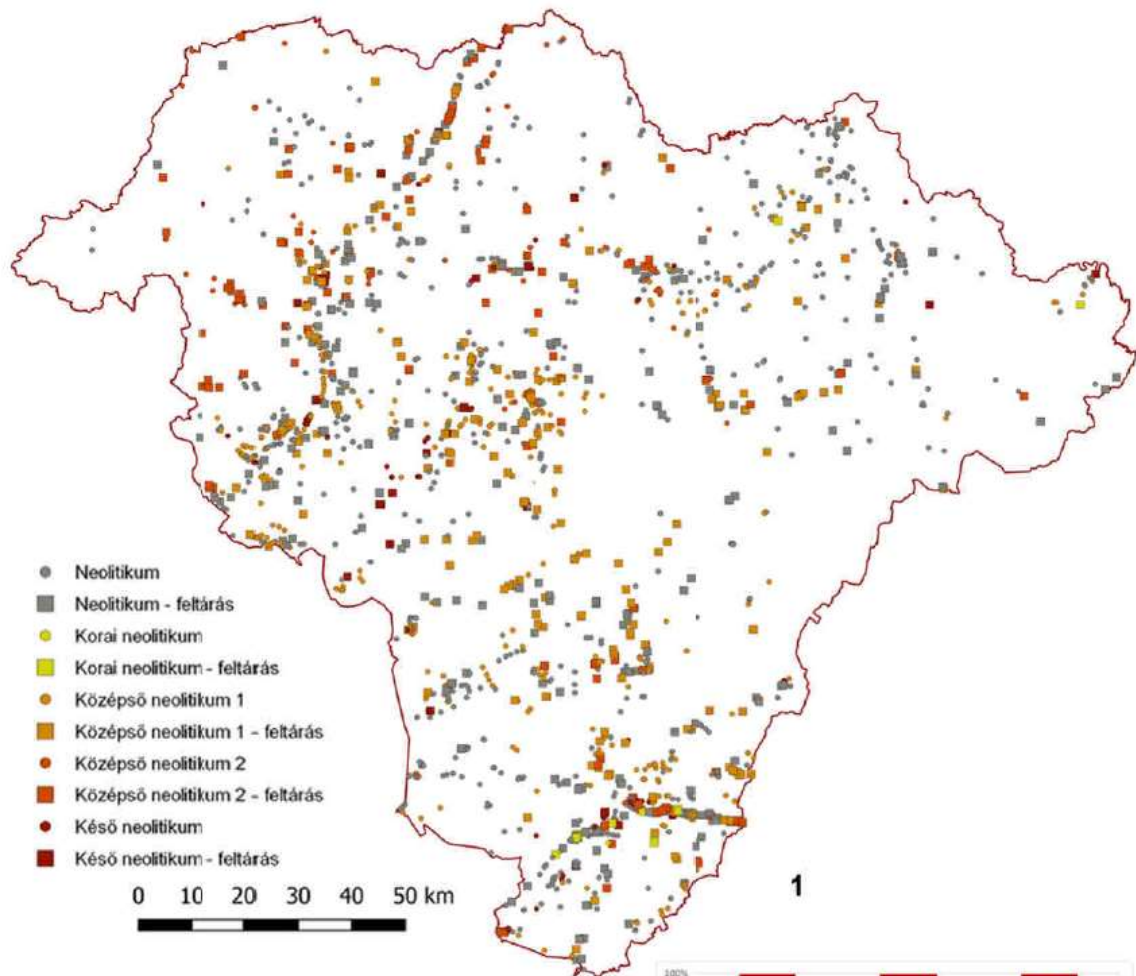 Neolitikum
Neolitikum - feltárás
Korai neolitikum
Korai neolitikum - feltárás
Középső neolitikum 1
Középső neolitikum 1 - feltárás
Középső neolitikum 2
Középső neolitikum 2 - feltárás
Késő neolitikum
Késő neolitikum - feltárás
0 10 20 30 40 50 km
1
100%